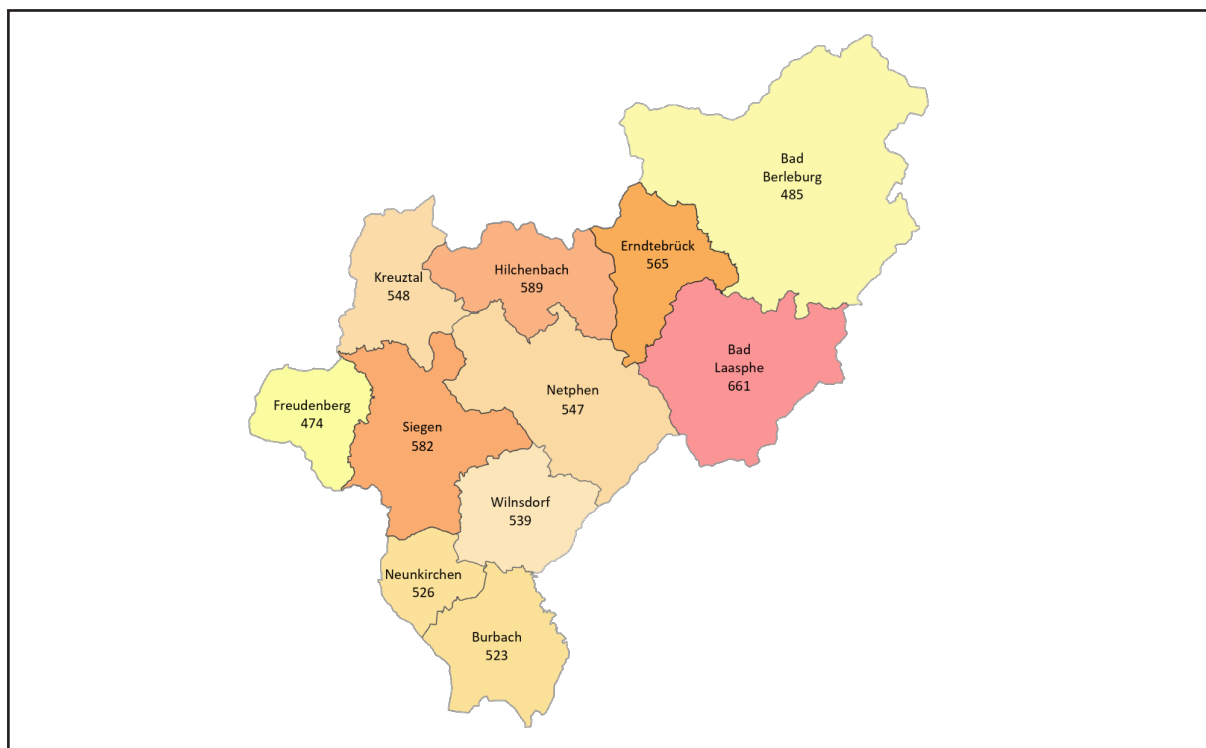 Bad
Berleburg
485
Erndtebrück
565
Hilchenbach
589
Kreuztal
548
Bad
Laasphe
661
Netphen
547
Freudenberg
474
Siegen
582
Wilnsdorf
539
Neunkirchen
526
Burbach
523